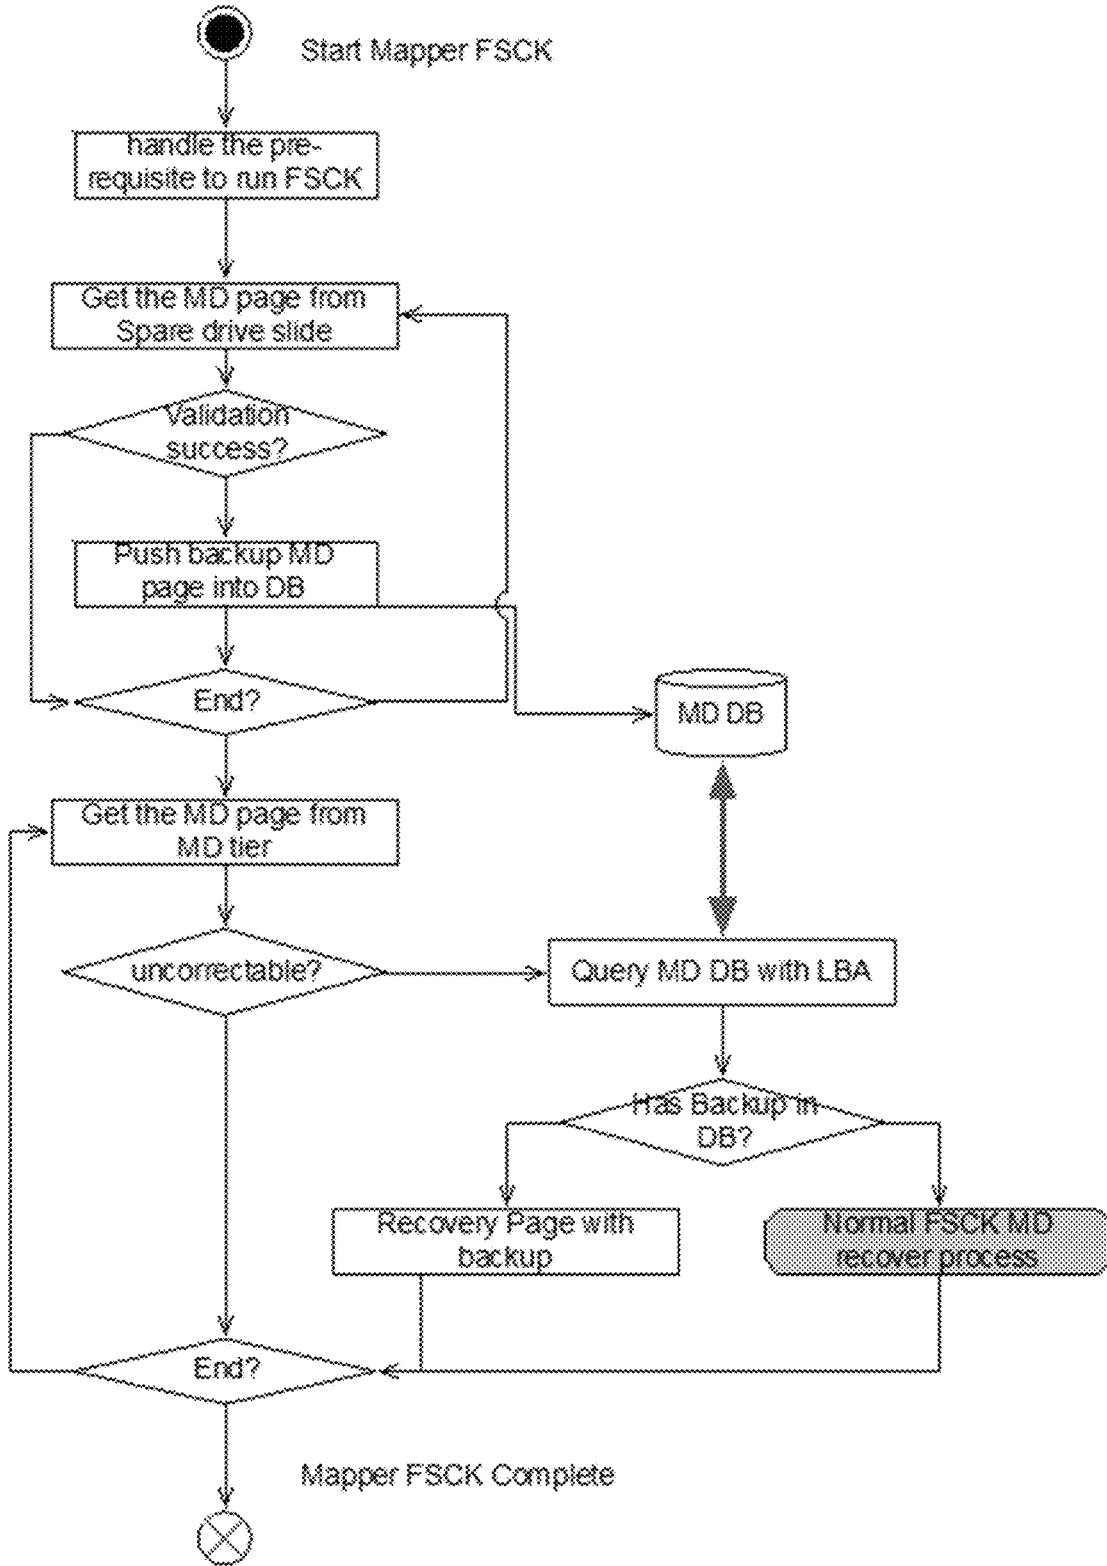 Start Mapper FSCK
handle the pre-
requisite to run FSCK
Get the MD page from
Spare drive slide
Validation
success?
Push backup MD
page into DB
End?
MD DB
Get the MD page from
MD tier
uncorrectable?
Query MD DB with LBA
Has Backup in
DB?
Recovery Page with
backup
Normal FSCK MD
recover process
End?
Mapper FSCK Complete